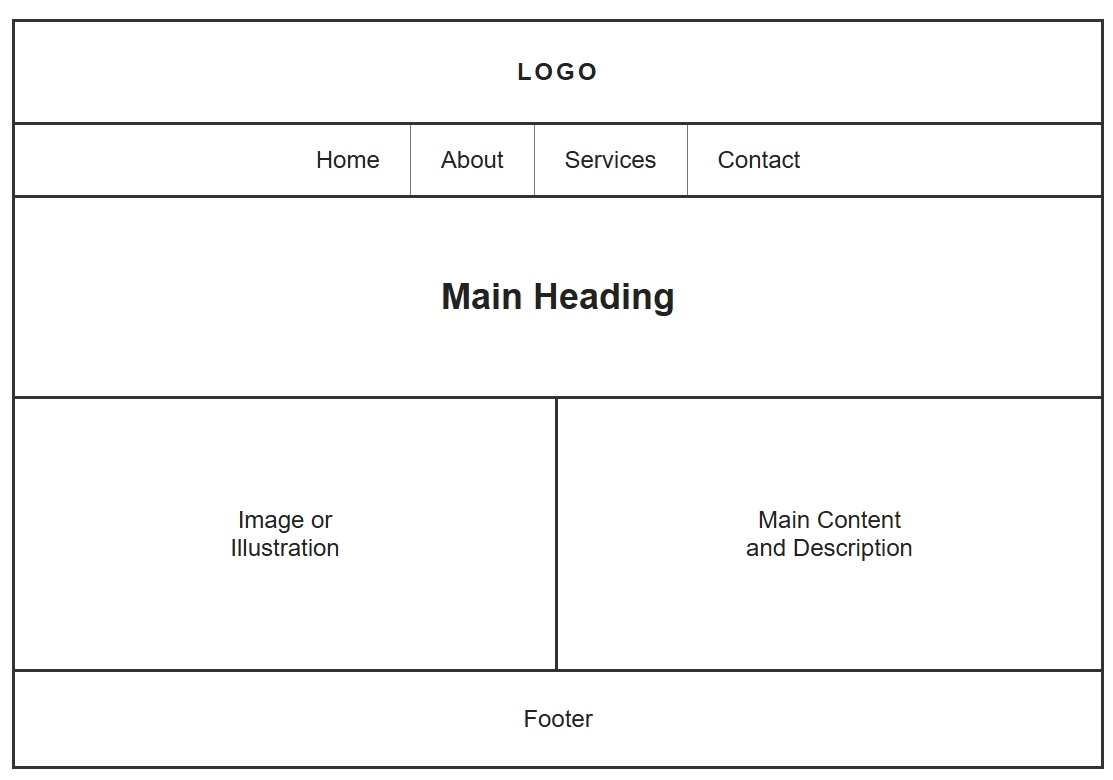 LOGO
Home About Services Contact
Main Heading
Image or
Illustration
Main Content
and Description
Footer